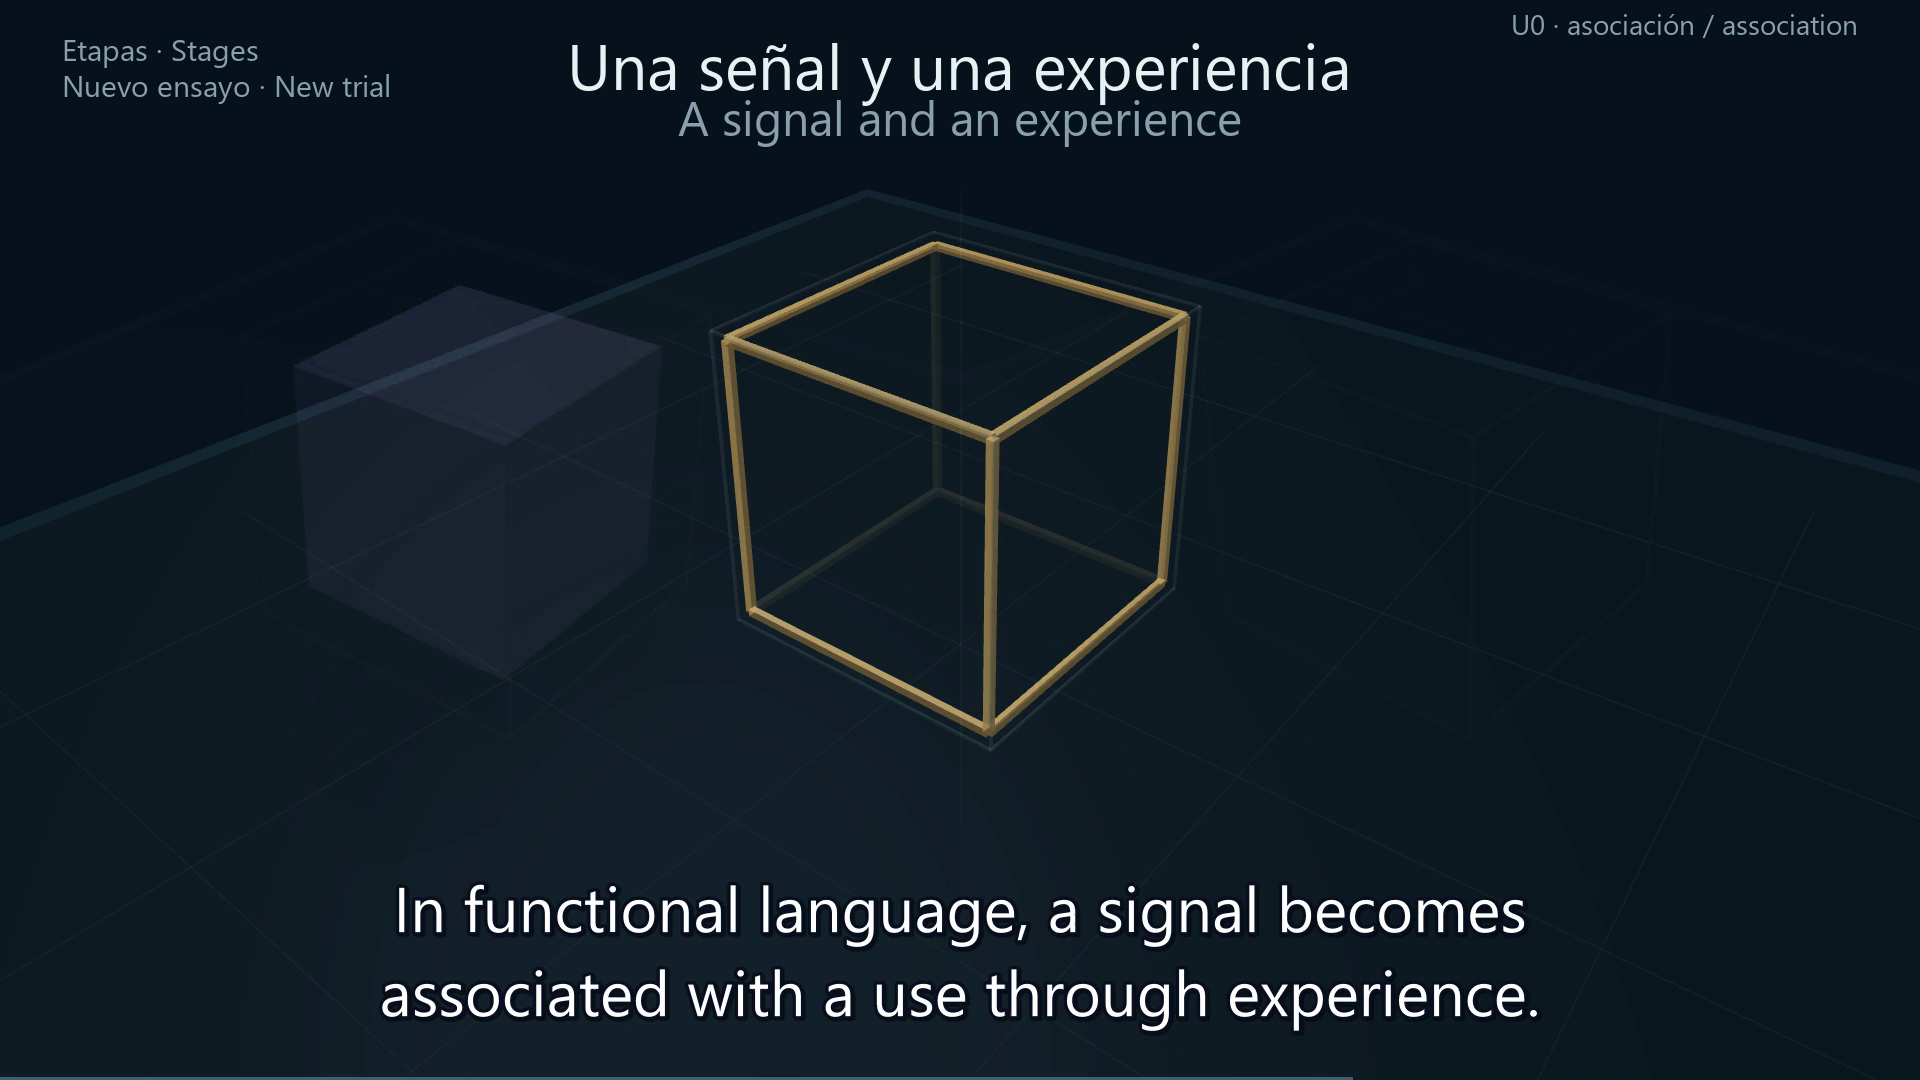 Etapas · Stages
Nuevo ensayo · New trial
Una señal y una experiencia
A signal and an experience
U0 · asociación / association
In functional language, a signal becomes
associated with a use through experience.